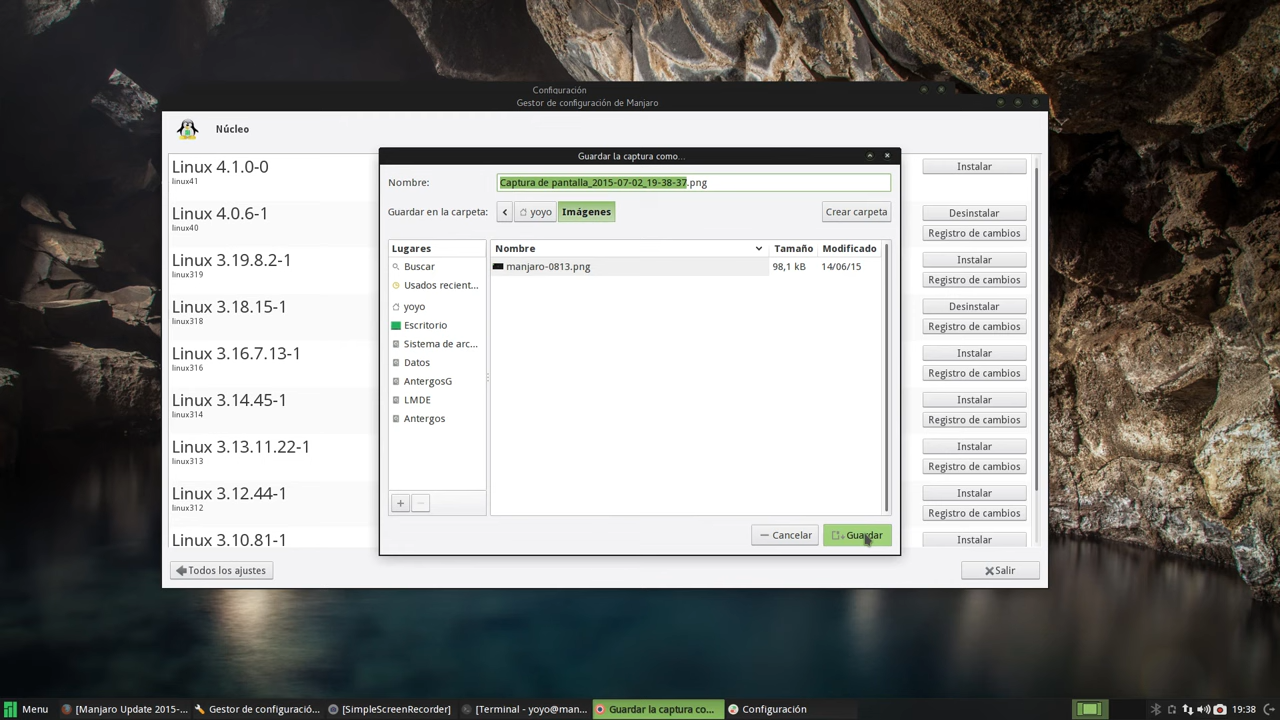 Configuración
Gestor de configuración de Manjaro
Núcleo
Guardar la captura como...
Nombre: Captura de pantalla_2015-07-02_19-38-37.png
Guardar en la carpeta: yoyo Imágenes Crear carpeta
Lugares
Buscar
Usados recient...
yoyo
Escritorio
Sistema de arc...
Datos
AntergosG
LMDE
Antergos
Nombre Tamaño Modificado
manjaro-0813.png 98,1 kB 14/06/15
Cancelar Guardar
Linux 4.1.0-0
linux41
Instalar
Linux 4.0.6-1
linux40
Desinstalar
Registro de cambios
Linux 3.19.8.2-1
linux319
Instalar
Registro de cambios
Linux 3.18.15-1
linux318
Desinstalar
Registro de cambios
Linux 3.16.7.13-1
linux316
Instalar
Registro de cambios
Linux 3.14.45-1
linux314
Instalar
Registro de cambios
Linux 3.13.11.22-1
linux313
Instalar
Registro de cambios
Linux 3.12.44-1
linux312
Instalar
Registro de cambios
Linux 3.10.81-1
Instalar
Todos los ajustes Salir
Menu [Manjaro Update 2015-... Gestor de configuració... [SimpleScreenRecorder] [Terminal - yoyo@man... Guardar la captura co... Configuración 19:38